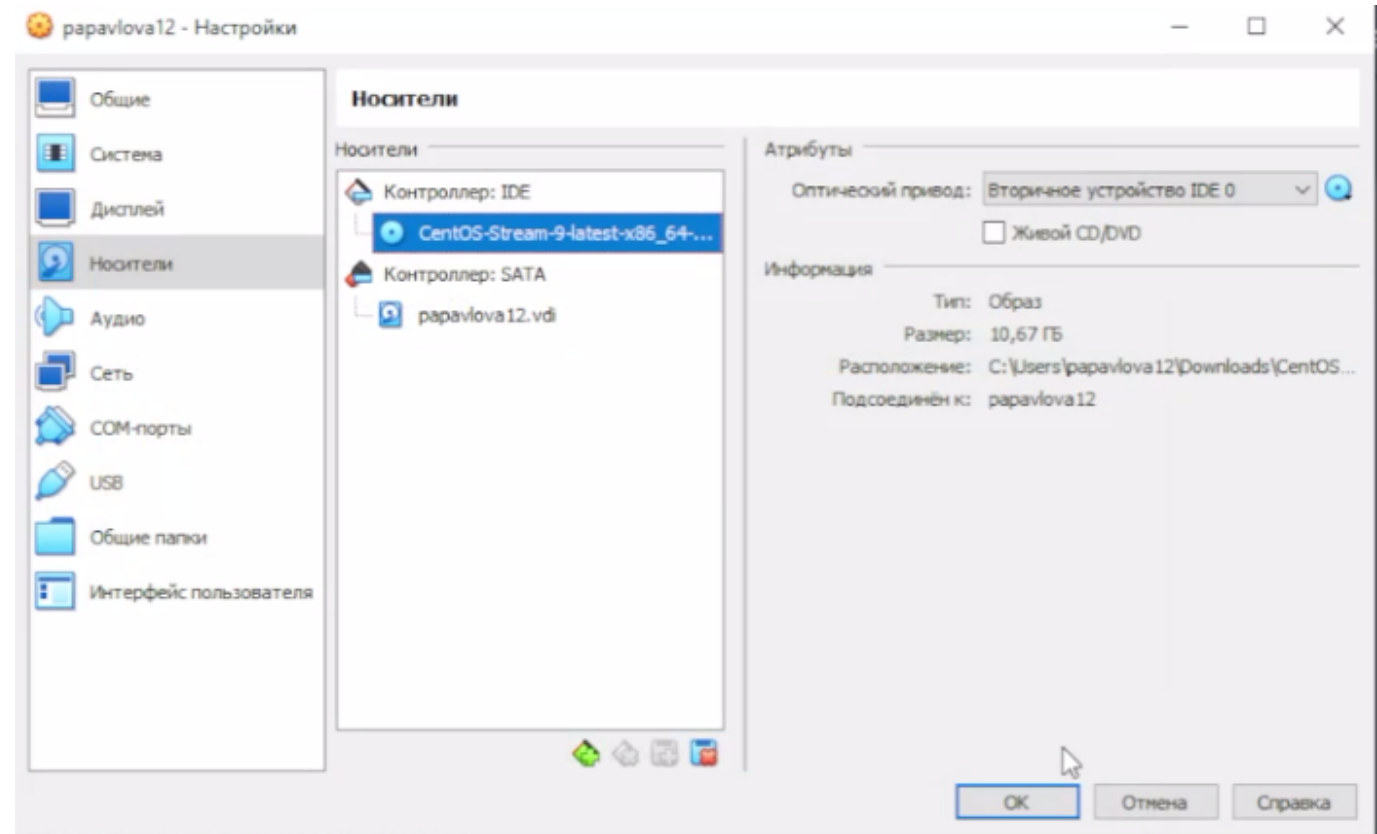 papavlova12 - Настройки
Общие
Система
Дисплей
Носители
Аудио
Сеть
COM-порты
USB
Общие папки
Интерфейс пользователя
Носители
Носители
Контроллер: IDE
CentOS-Stream-9-latest-x86_64-...
Контроллер: SATA
papavlova12.vdi
Атрибуты
Оптический привод: Вторичное устройство IDE 0
Живой CD/DVD
Информация
Тип: Образ
Размер: 10,67 ГБ
Расположение: C:\Users\papavlova12\Downloads\CentOS...
Подсоединён к: papavlova12
OK Отмена Справка